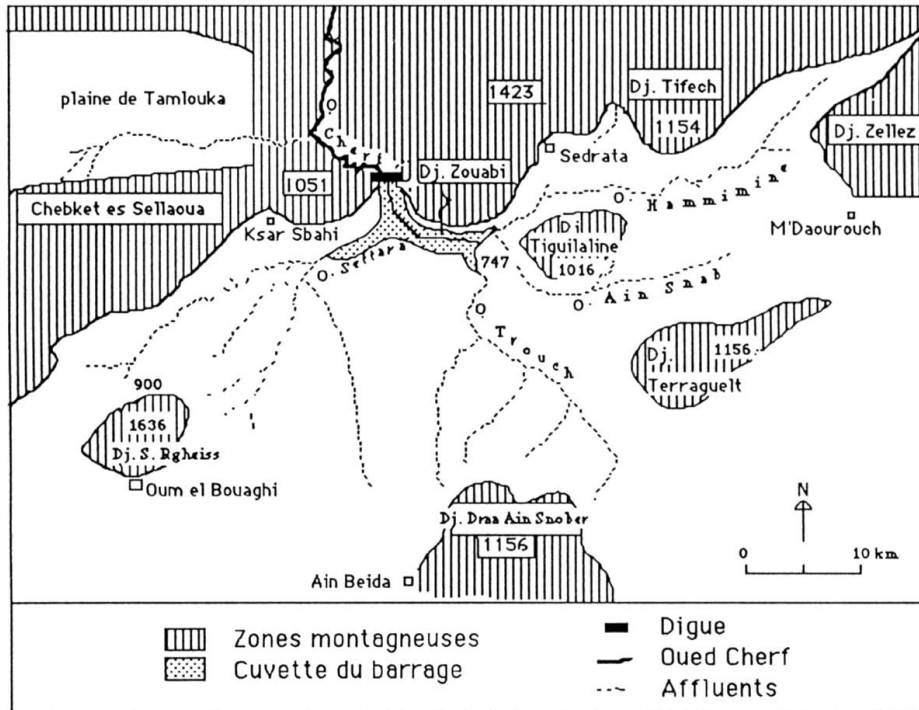 Dj. Tifech
1423
plaine de Tamlouka
1154
Dj. Zellez
O. Cherf
Sedrata
Dj. Zouabi
1051
O. Hammimine
Chebket es Sellaoua
Ksar Sbahi
M'Daourouch
Dj.
Tiguilaline
1016
O. Settara
747
O. Ain Snab
O. Trouch
1156
Dj.
Terraguelt
900
1636
Dj. S. Rgheiss
Oum el Bouaghi
N
Dj. Draa Ain Snober
1156
0 10 km
Ain Beida
Zones montagneuses
Digue
Cuvette du barrage
Oued Cherf
Affluents